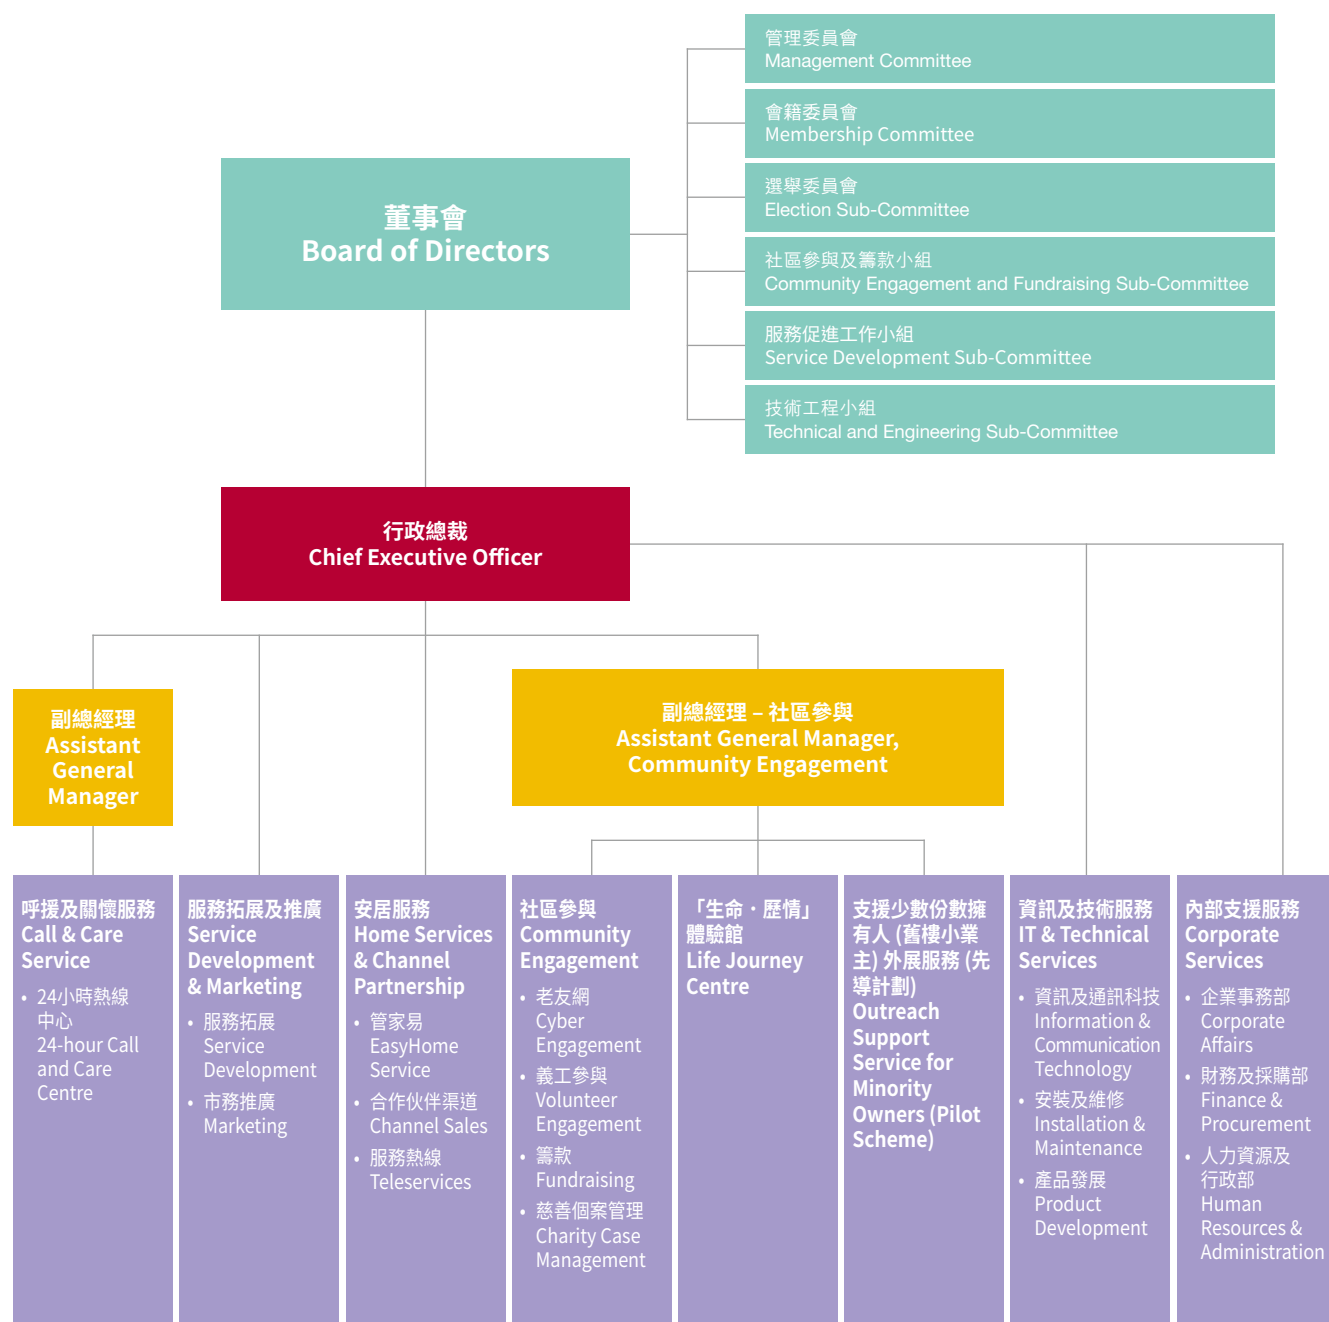 管理委員會
Management Committee
會籍委員會
Membership Committee
選舉委員會
Election Sub-Committee
社區參與及籌款小組
Community Engagement and Fundraising Sub-Committee
服務促進工作小組
Service Development Sub-Committee
技術工程小組
Technical and Engineering Sub-Committee
董事會
Board of Directors
行政總裁
Chief Executive Officer
副總經理
Assistant
General
Manager
副總經理 – 社區參與
Assistant General Manager,
Community Engagement
呼援及關懷服務
Call & Care
Service
• 24小時熱線
中心
24-hour Call
and Care
Centre
服務拓展及推廣
Service
Development
& Marketing
• 服務拓展
Service
Development
• 市務推廣
Marketing
安居服務
Home Services
& Channel
Partnership
• 管家易
EasyHome
Service
• 合作伙伴渠道
Channel Sales
• 服務熱線
Teleservices
社區參與
Community
Engagement
• 老友網
Cyber
Engagement
• 義工參與
Volunteer
Engagement
• 籌款
Fundraising
• 慈善個案管理
Charity Case
Management
「生命・歷情」
體驗館
Life Journey
Centre
支援少數份數擁
有人 (舊樓小業
主) 外展服務 (先
導計劃)
Outreach
Support
Service for
Minority
Owners (Pilot
Scheme)
資訊及技術服務
IT & Technical
Services
• 資訊及通訊科技
Information &
Communication
Technology
• 安裝及維修
Installation &
Maintenance
• 產品發展
Product
Development
內部支援服務
Corporate
Services
• 企業事務部
Corporate
Affairs
• 財務及採購部
Finance &
Procurement
• 人力資源及
行政部
Human
Resources &
Administration